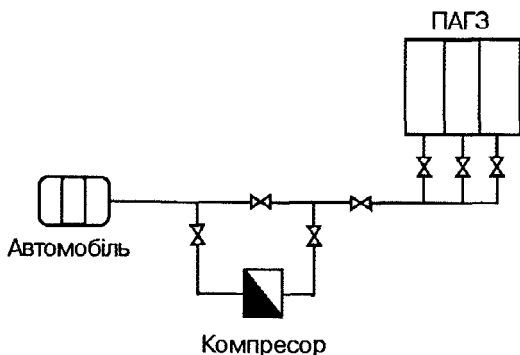 ПАГЗ
Автомобіль
Компресор